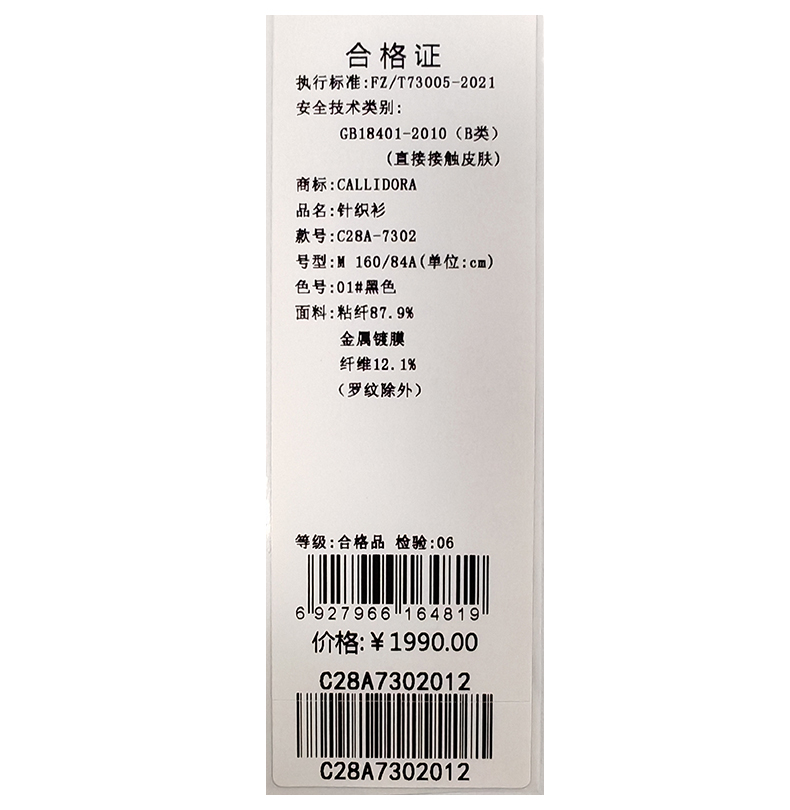 合格证
执行标准:FZ/T73005-2021
安全技术类别:
GB18401-2010（B类）
(直接接触皮肤)
商标:CALLIDORA
品名:针织衫
款号:C28A-7302
号型:M 160/84A(单位:cm)
色号:01#黑色
面料:粘纤87.9%
金属镀膜
纤维12.1%
（罗纹除外）
等级:合格品 检验:06
6 927966 164819
价格:￥1990.00
C28A7302012
C28A7302012